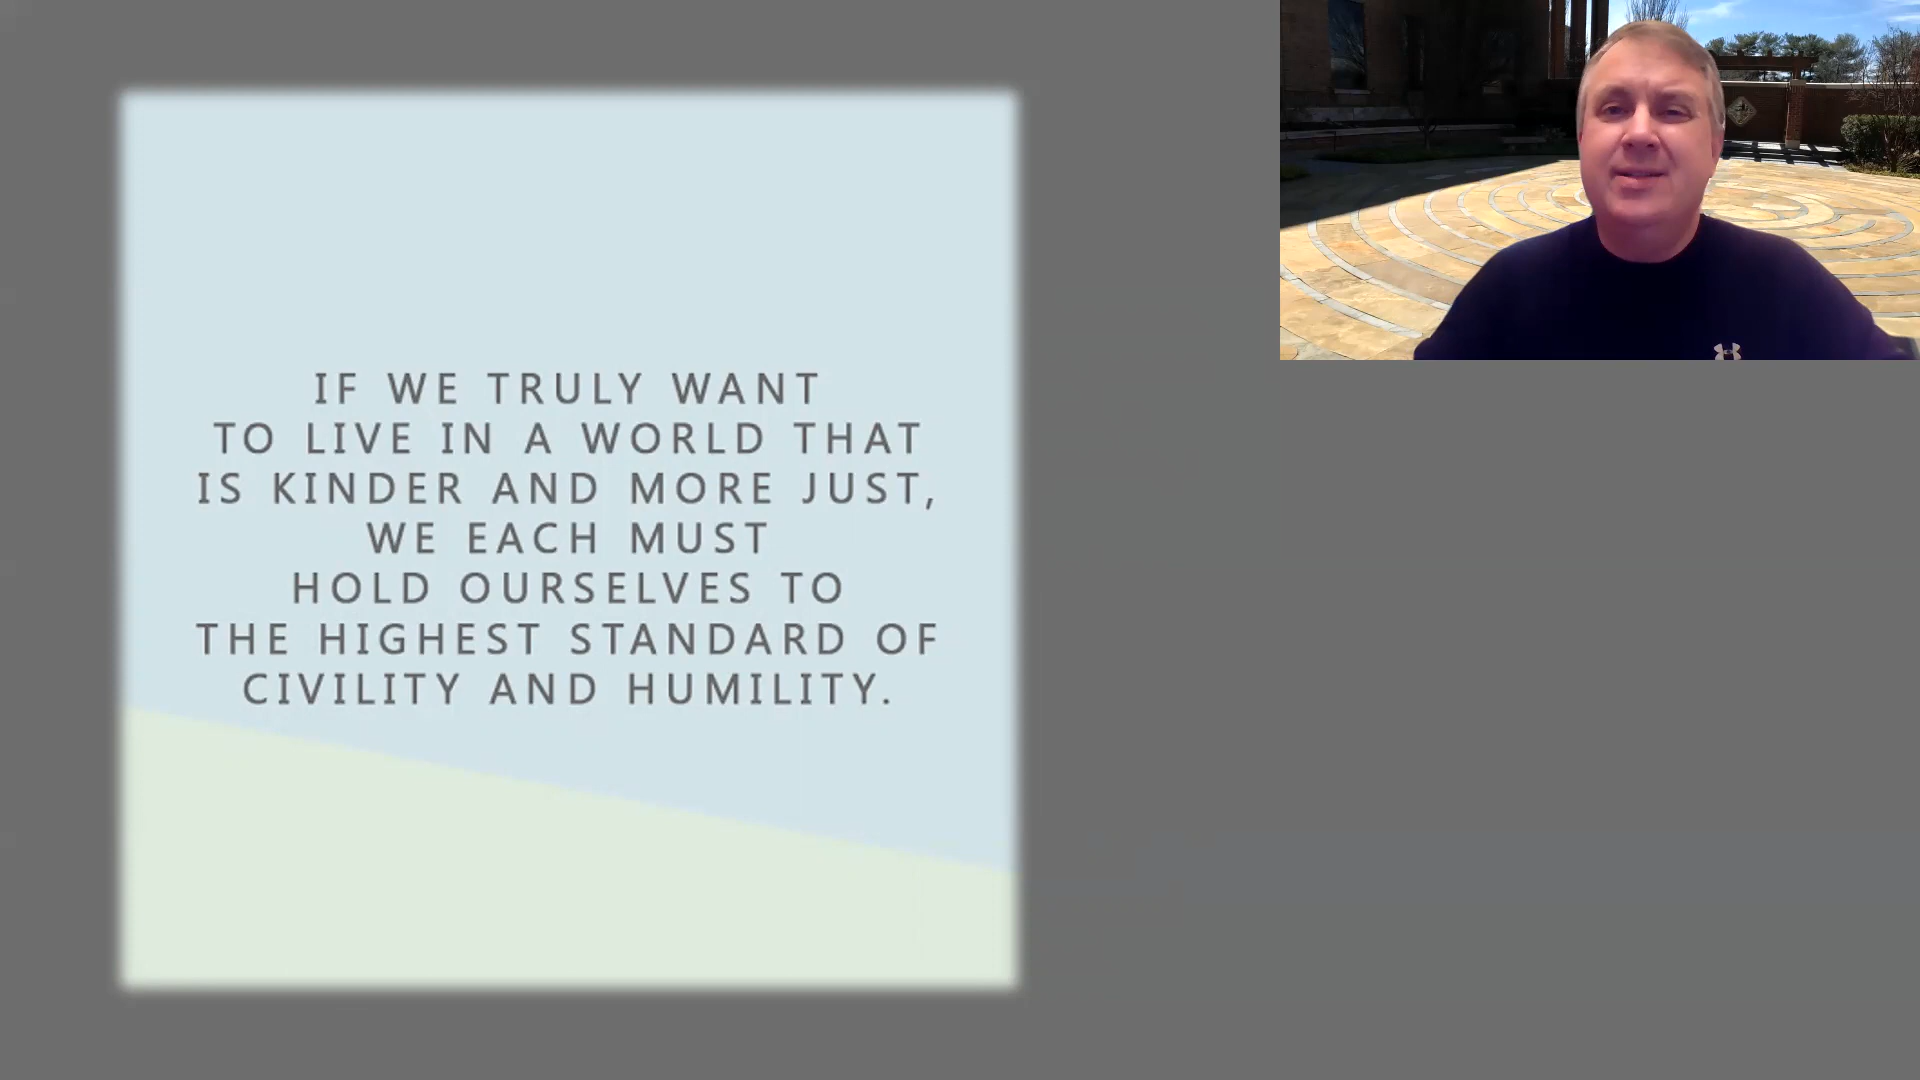 IF WE TRULY WANT
TO LIVE IN A WORLD THAT
IS KINDER AND MORE JUST,
WE EACH MUST
HOLD OURSELVES TO
THE HIGHEST STANDARD OF
CIVILITY AND HUMILITY.